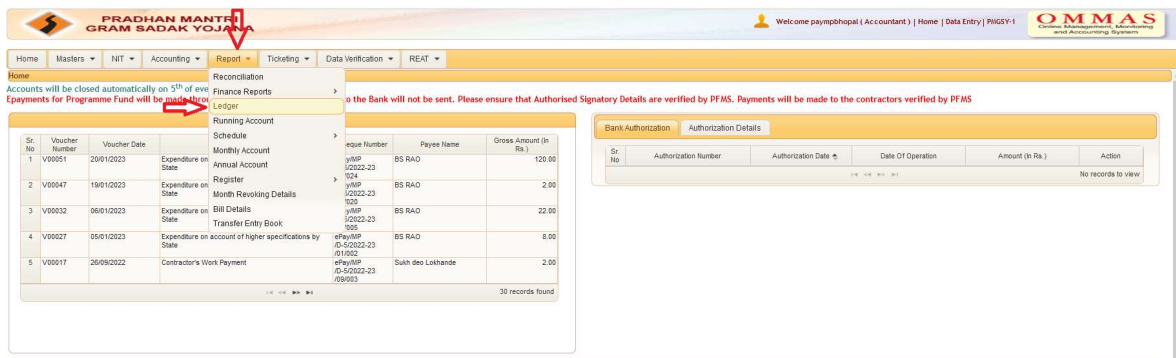 PRADHAN MANTRI
GRAM SADAK YOJANA
Welcome paympbhopal ( Accountant ) | Home | Data Entry | PMGSY-1
OMMAS
Online Management, Monitoring
and Accounting System
Home Masters NIT Accounting Report Ticketing Data Verification REAT
Home
Accounts will be closed automatically on 5th of eve
Epayments for Programme Fund will be made throu o the Bank will not be sent. Please ensure that Authorised Signatory Details are verified by PFMS. Payments will be made to the contractors verified by PFMS
Reconciliation
Finance Reports
Ledger
Running Account
Schedule
Monthly Account
Annual Account
Register
Month Revoking Details
Bill Details
Transfer Entry Book
Sr. No Voucher Number Voucher Date eque Number Payee Name Gross Amount (In Rs.)
1 V00051 20/01/2023 Expenditure on State ay/MP -5/2022-23 /024 BS RAO 120.00
2 V00047 19/01/2023 Expenditure on State y/MP 5/2022-23 /020 BS RAO 2.00
3 V00032 06/01/2023 Expenditure on State y/MP 5/2022-23 /005 BS RAO 22.00
4 V00027 05/01/2023 Expenditure on account of higher specifications by State ePay/MP /D-5/2022-23 /01/002 BS RAO 8.00
5 V00017 26/09/2022 Contractor's Work Payment ePay/MP /D-5/2022-23 /09/003 Sukh deo Lokhande 2.00
30 records found
Bank Authorization Authorization Details
Sr. No Authorization Number Authorization Date Date Of Operation Amount (In Rs.) Action
No records to view